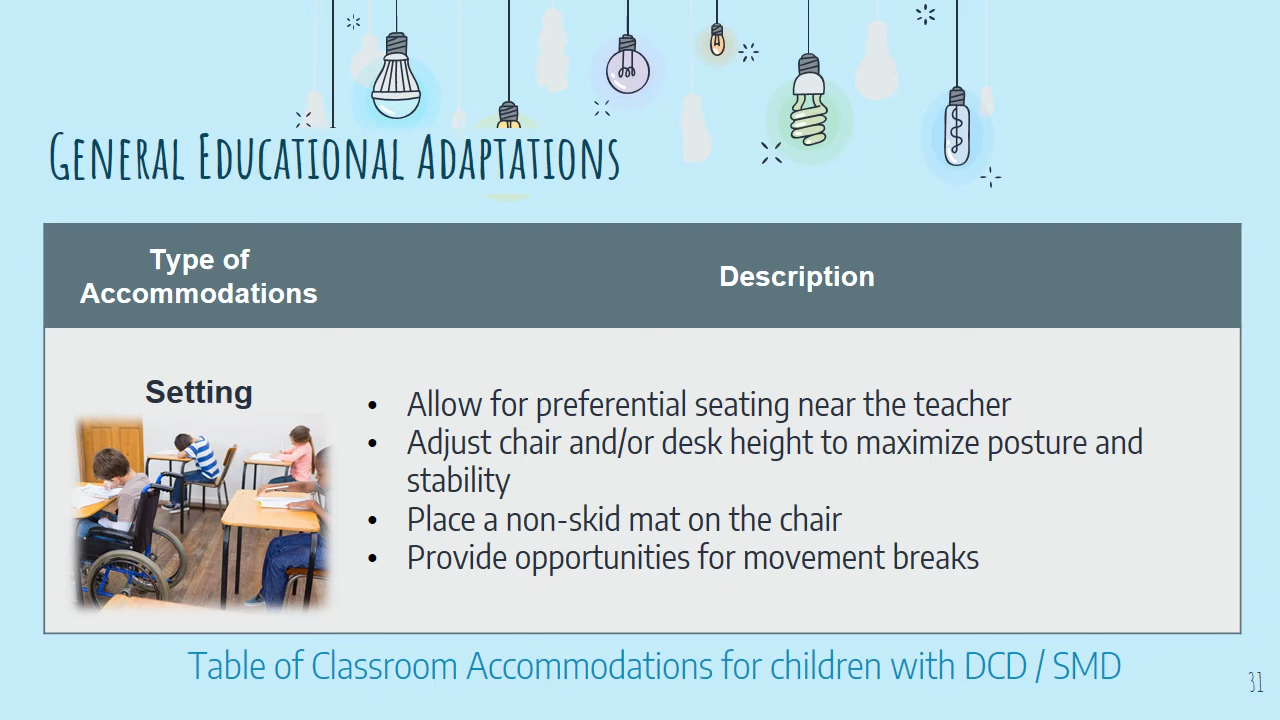 General Educational Adaptations
Type of
Accommodations
Description
Setting
• Allow for preferential seating near the teacher
• Adjust chair and/or desk height to maximize posture and
stability
• Place a non-skid mat on the chair
• Provide opportunities for movement breaks
Table of Classroom Accommodations for children with DCD / SMD
31